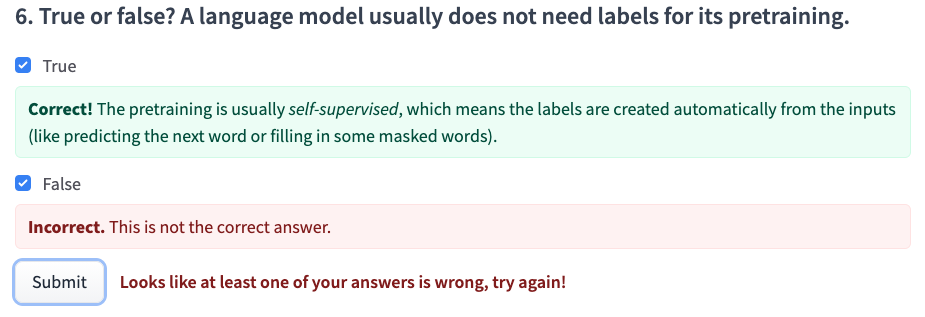 6. True or false? A language model usually does not need labels for its pretraining.
True
Correct! The pretraining is usually self-supervised, which means the labels are created automatically from the inputs
(like predicting the next word or filling in some masked words).
False
Incorrect. This is not the correct answer.
Submit Looks like at least one of your answers is wrong, try again!